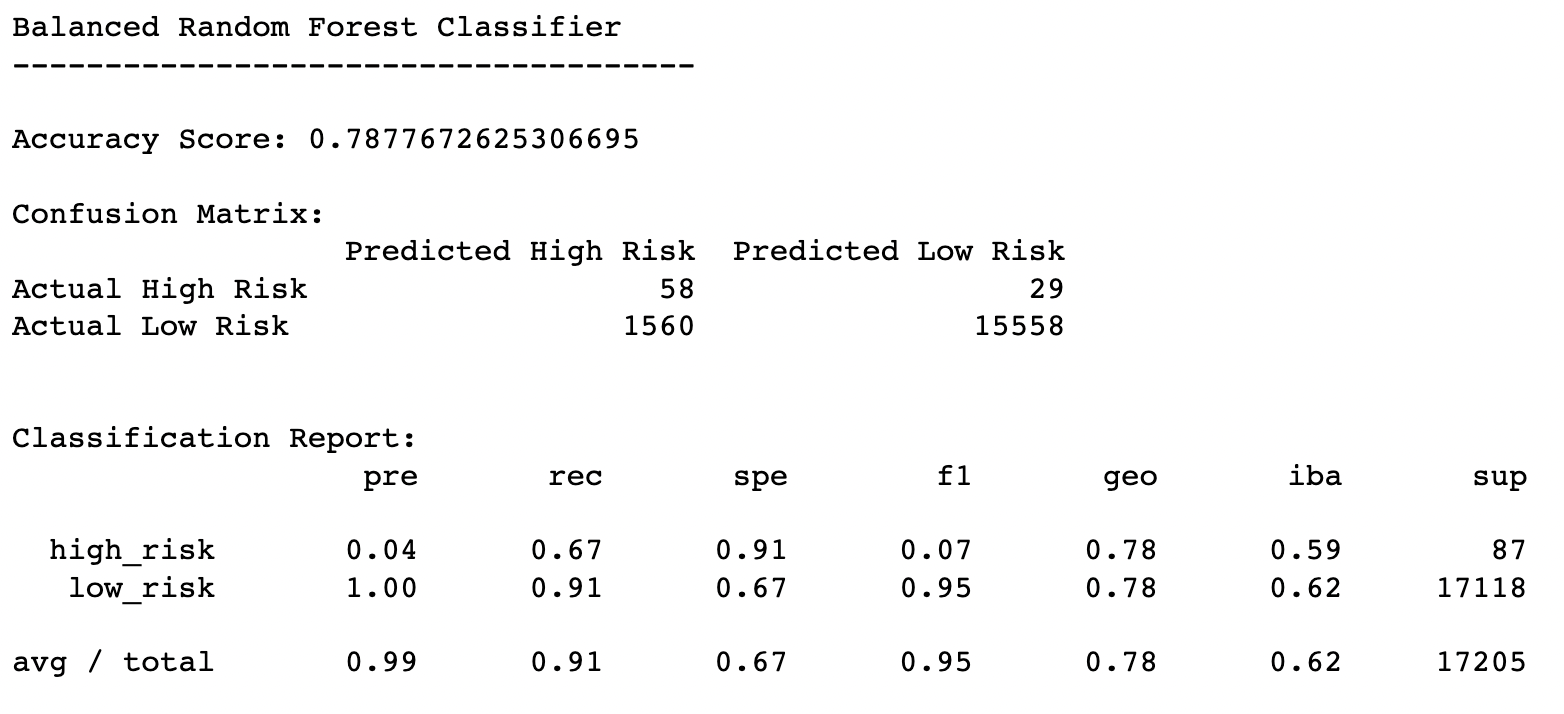 Balanced Random Forest Classifier
-------------------------------------
Accuracy Score: 0.7877672625306695
Confusion Matrix:
Predicted High Risk  Predicted Low Risk
Actual High Risk 58 29
Actual Low Risk 1560 15558
Classification Report:
pre rec spe f1 geo iba sup
high_risk 0.04 0.67 0.91 0.07 0.78 0.59 87
low_risk 1.00 0.91 0.67 0.95 0.78 0.62 17118
avg / total 0.99 0.91 0.67 0.95 0.78 0.62 17205